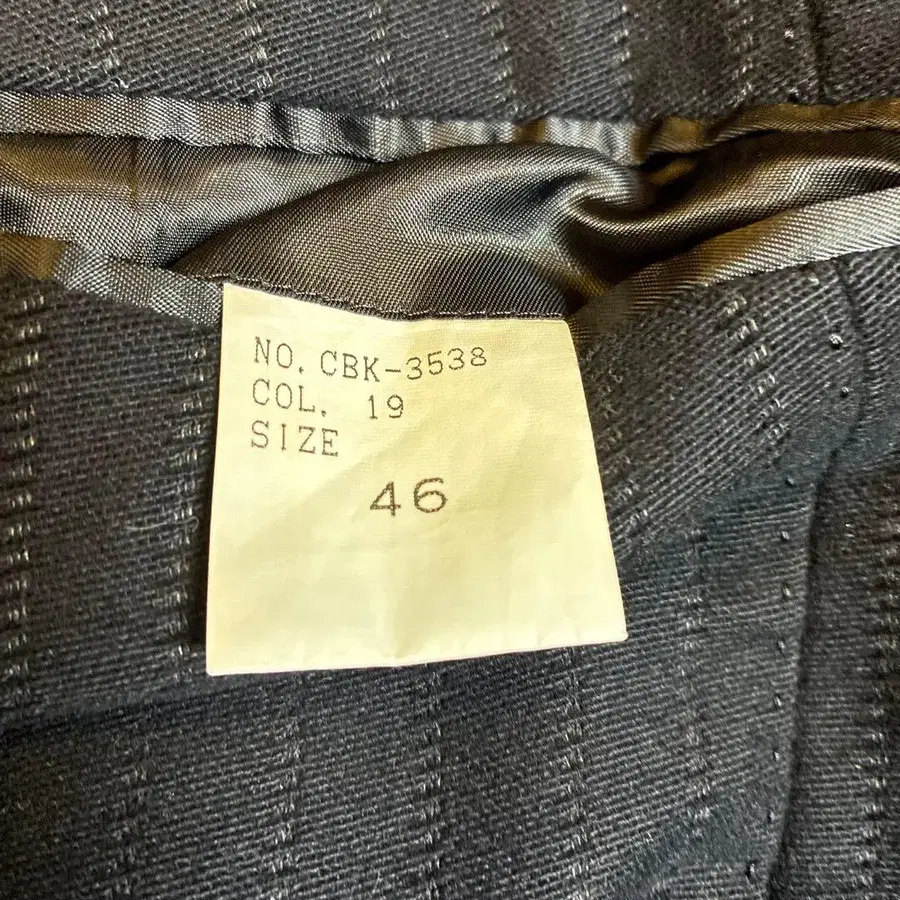 NO. CBK-3538
COL. 19
SIZE
46